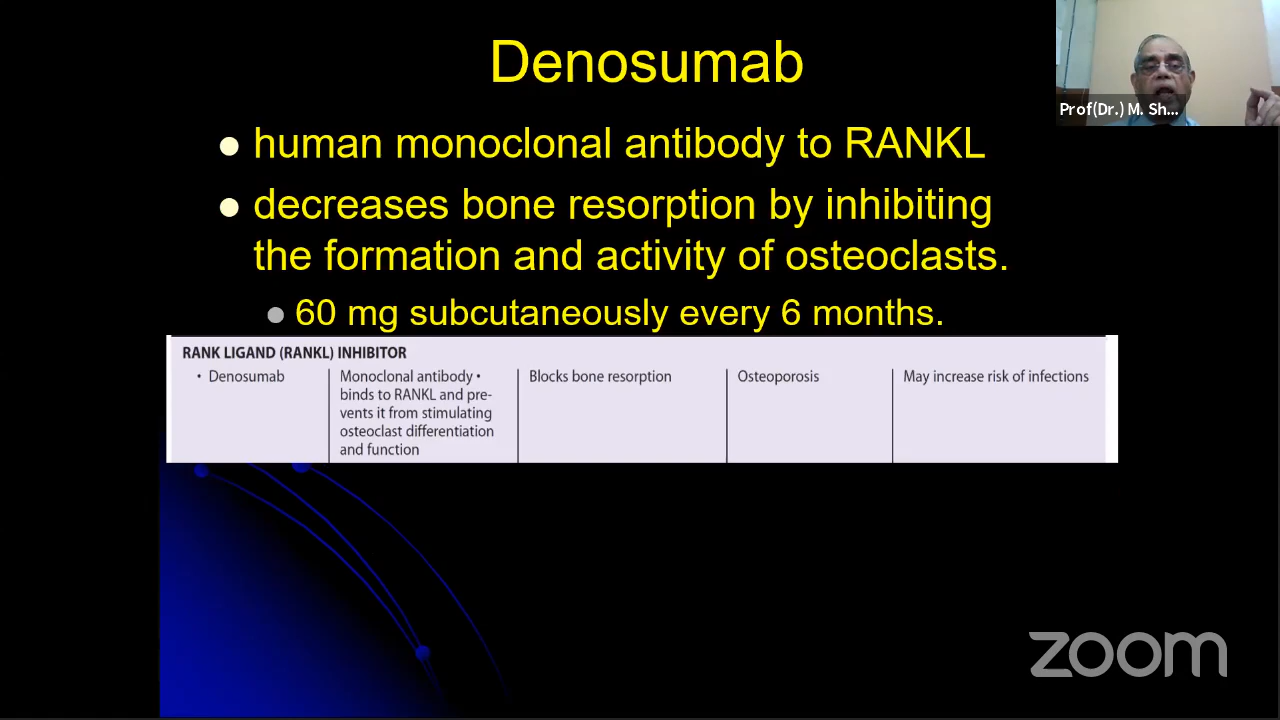 Denosumab
Prof(Dr.) M. Sh...
● human monoclonal antibody to RANKL
● decreases bone resorption by inhibiting
the formation and activity of osteoclasts.
● 60 mg subcutaneously every 6 months.
RANK LIGAND (RANKL) INHIBITOR
• Denosumab
Monoclonal antibody •
binds to RANKL and pre-
vents it from stimulating
osteoclast differentiation
and function
Blocks bone resorption
Osteoporosis
May increase risk of infections
zoom